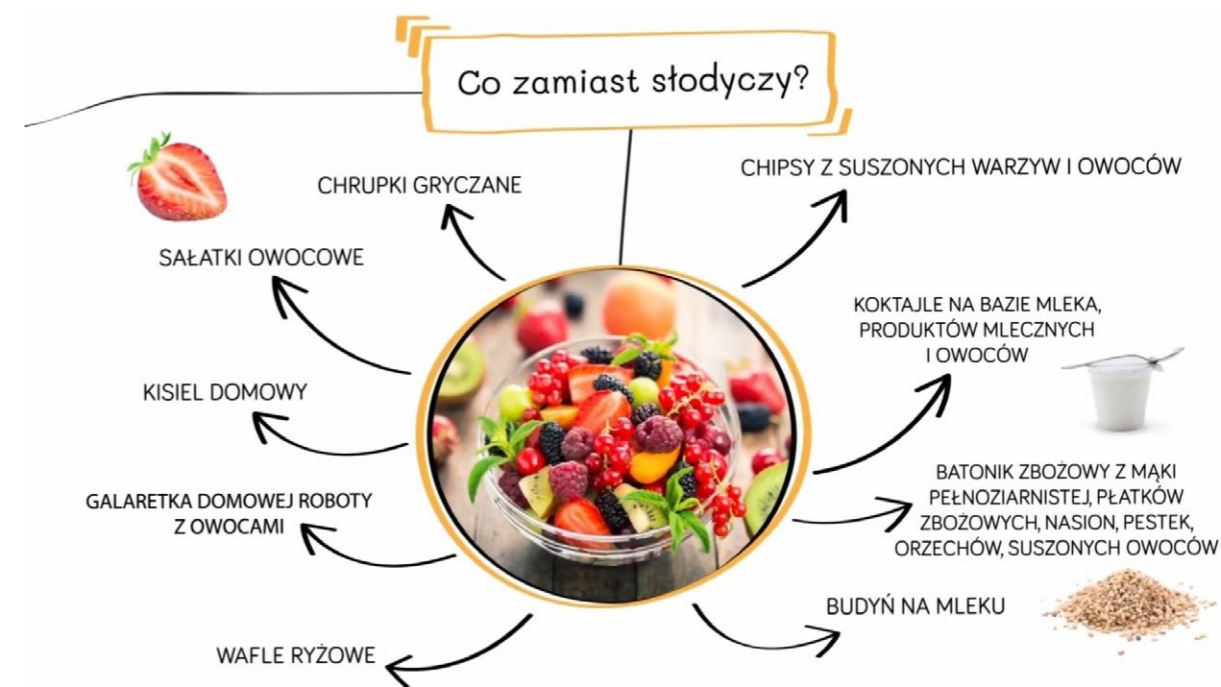 Co zamiast słodyczy?
CHRUPKI GRYCZANE
SAŁATKI OWOCOWE
KISIEL DOMOWY
GALARETKA DOMOWEJ ROBOTY
Z OWOCAMI
WAFLE RYŻOWE
CHIPSY Z SUSZONYCH WARZYW I OWOCÓW
KOKTAJLE NA BAZIE MLEKA,
PRODUKTÓW MLECZNYCH
I OWOCÓW
BATONIK ZBOŻOWY Z MĄKI
PEŁNOZIARNISTEJ, PŁATKÓW
ZBOŻOWYCH, NASION, PESTEK,
ORZECHÓW, SUSZONYCH OWOCÓW
BUDYŃ NA MLEKU